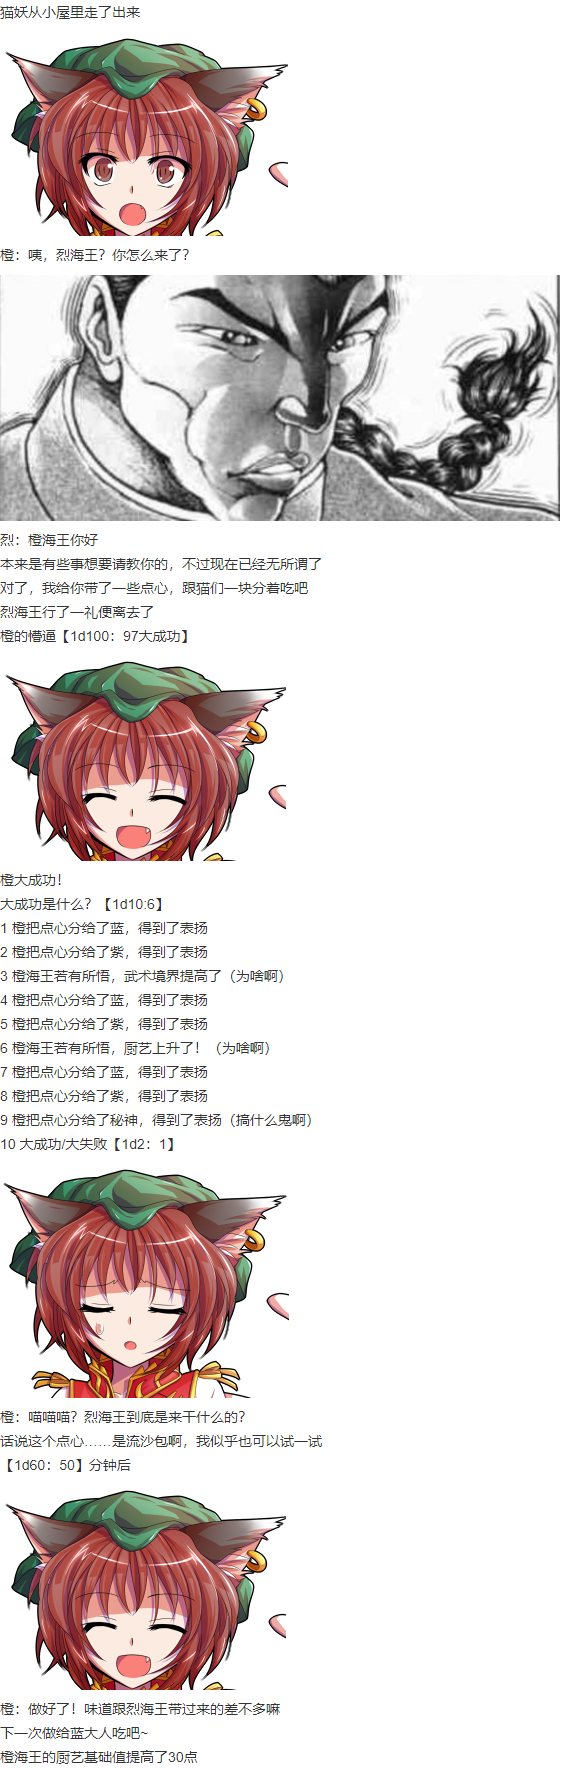 猫妖从小屋里走了出来
橙：咦，烈海王？你怎么来了？
烈：橙海王你好
本来是有些事想要请教你的，不过现在已经无所谓了
对了，我给你带了一些点心，跟猫们一块分着吃吧
烈海王行了一礼便离去了
橙的懵逼【1d100：97大成功】
橙大成功！
大成功是什么？【1d10:6】
1 橙把点心分给了蓝，得到了表扬
2 橙把点心分给了紫，得到了表扬
3 橙海王若有所悟，武术境界提高了（为啥啊）
4 橙把点心分给了蓝，得到了表扬
5 橙把点心分给了紫，得到了表扬
6 橙海王若有所悟，厨艺上升了！（为啥啊）
7 橙把点心分给了蓝，得到了表扬
8 橙把点心分给了紫，得到了表扬
9 橙把点心分给了秘神，得到了表扬（搞什么鬼啊）
10 大成功/大失败【1d2：1】
橙：喵喵喵？烈海王到底是来干什么的？
话说这个点心……是流沙包啊，我似乎也可以试一试
【1d60：50】分钟后
橙：做好了！味道跟烈海王带过来的差不多嘛
下一次做给蓝大人吃吧~
橙海王的厨艺基础值提高了30点